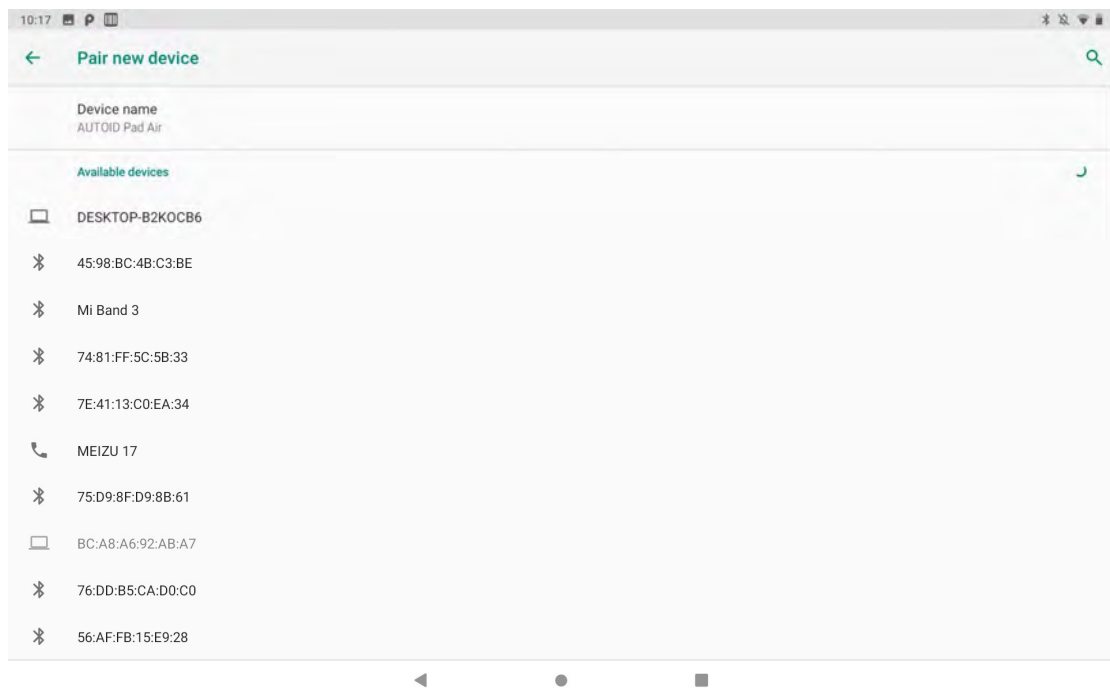 10:17
Pair new device
Device name
AUTOID Pad Air
Available devices
DESKTOP-B2KOCB6
45:98:BC:4B:C3:BE
Mi Band 3
74:81:FF:5C:5B:33
7E:41:13:C0:EA:34
MEIZU 17
75:D9:8F:D9:8B:61
BC:A8:A6:92:AB:A7
76:DD:B5:CA:D0:C0
56:AF:FB:15:E9:28